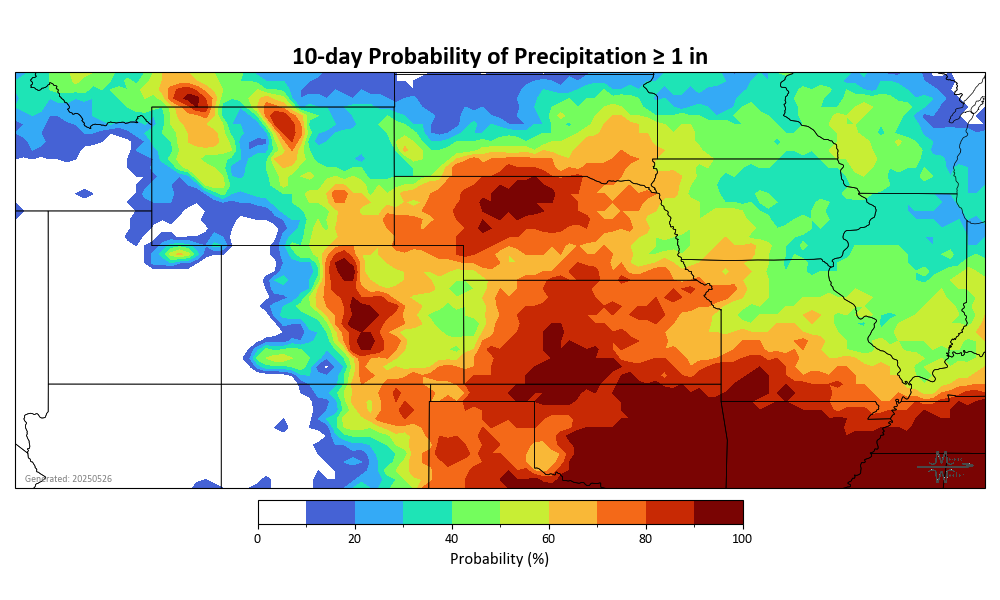 10-day Probability of Precipitation ≥ 1 in
Generated: 20250526
0 20 40 60 80 100
Probability (%)